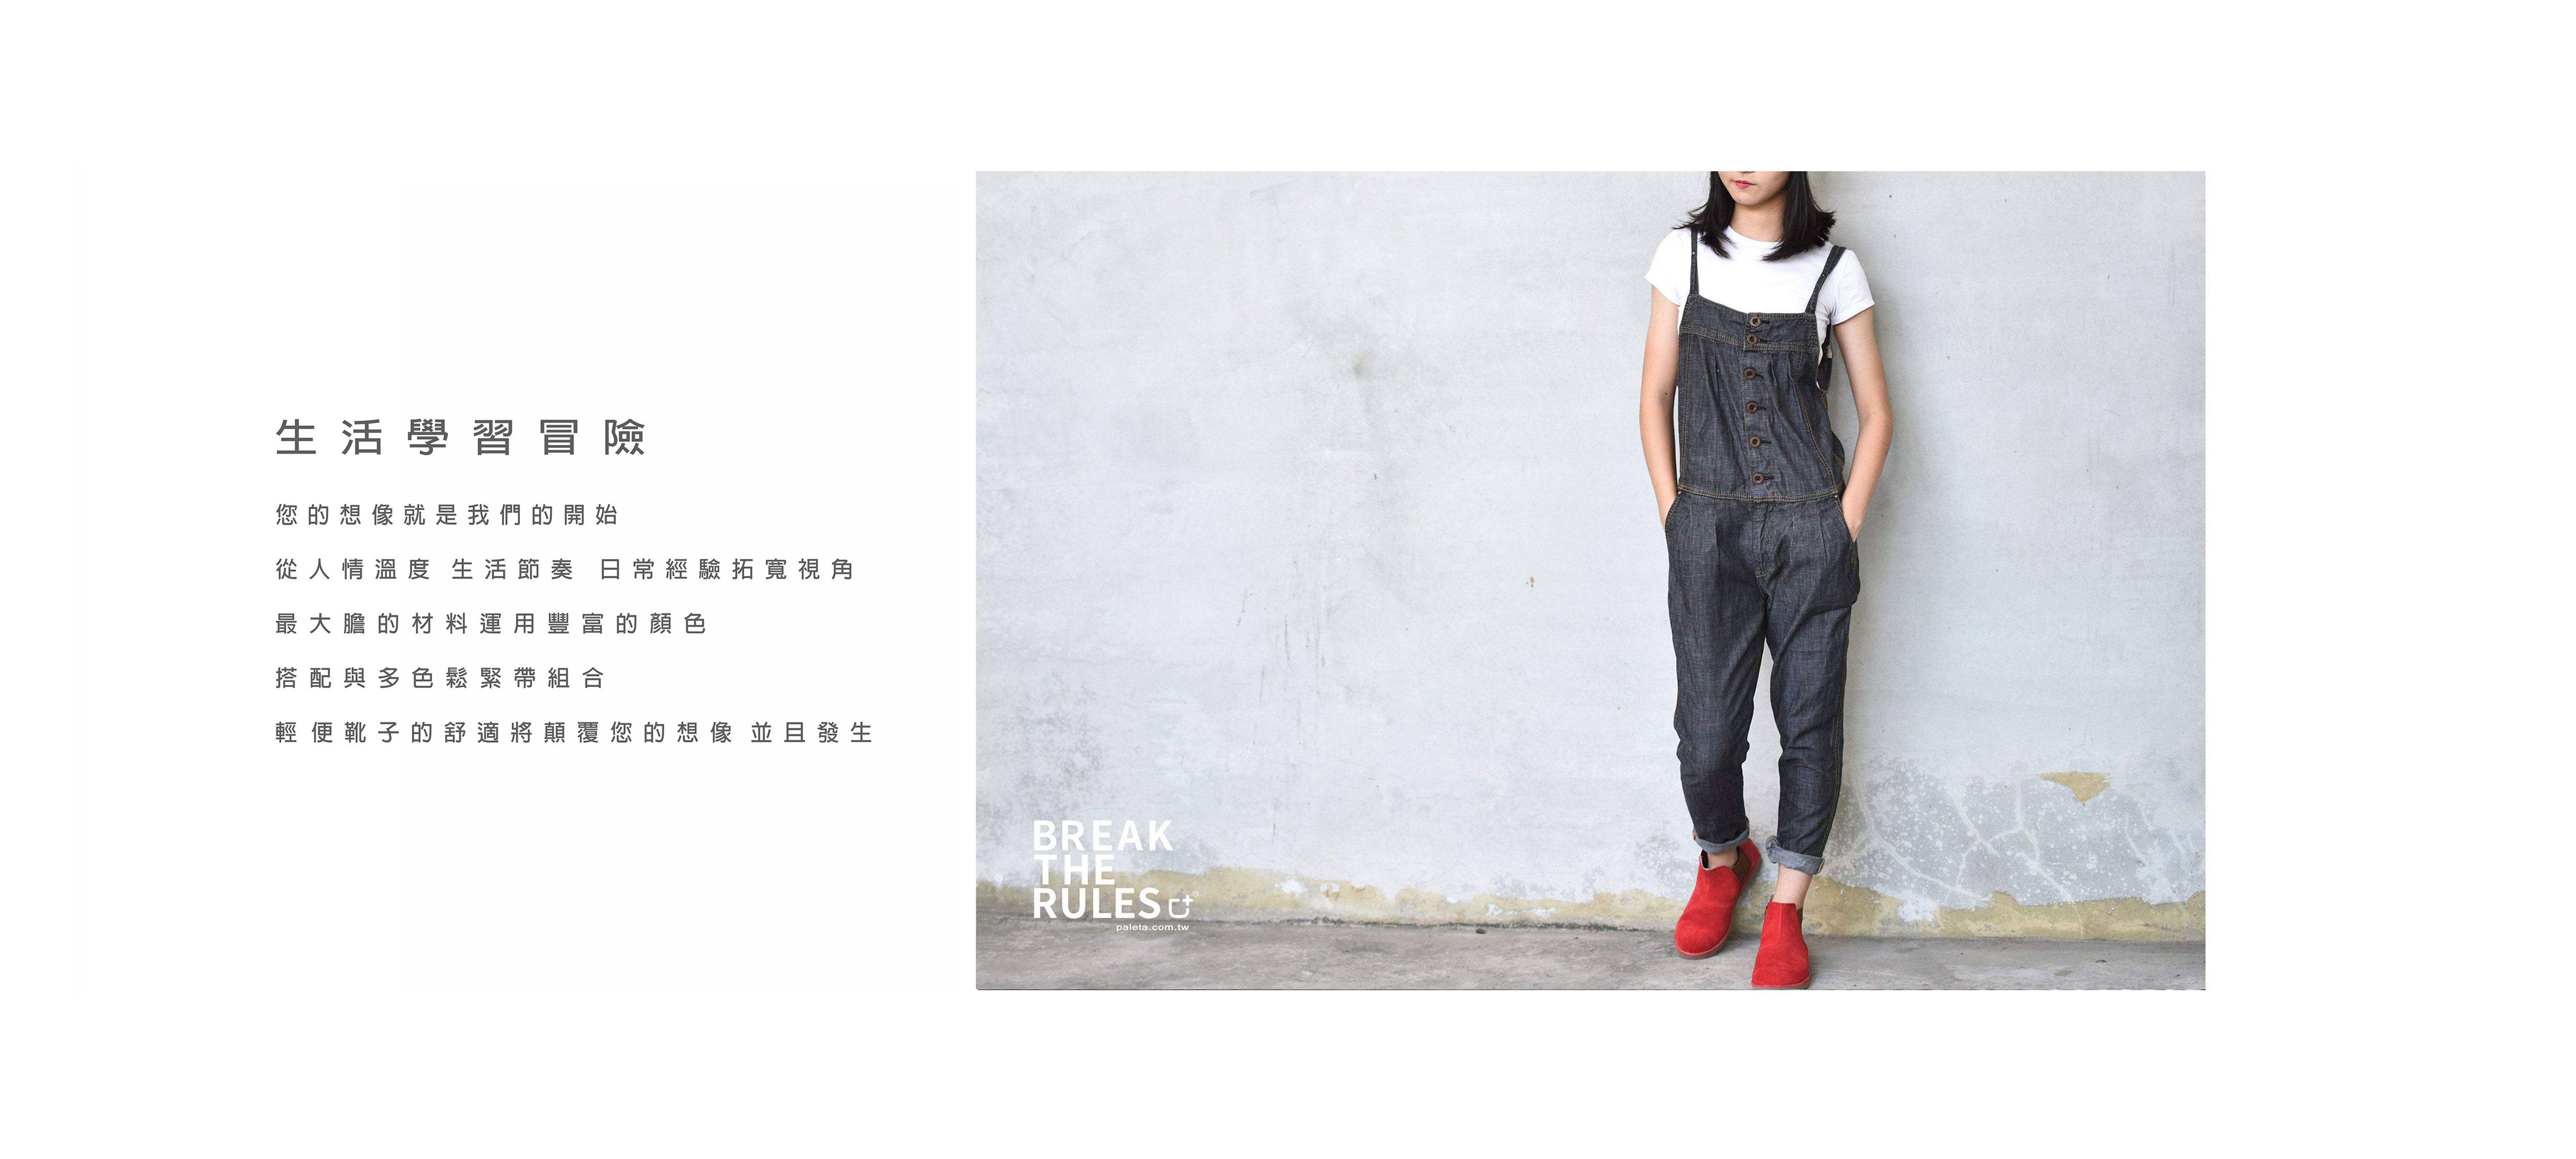 生活學習冒險
您的想像就是我們的開始
從人情溫度 生活節奏 日常經驗拓寬視角
最大膽的材料運用豐富的顏色
搭配與多色鬆緊帶組合
輕便靴子的舒適將顛覆您的想像 並且發生
BREAK
THE
RULES
paleta.com.tw